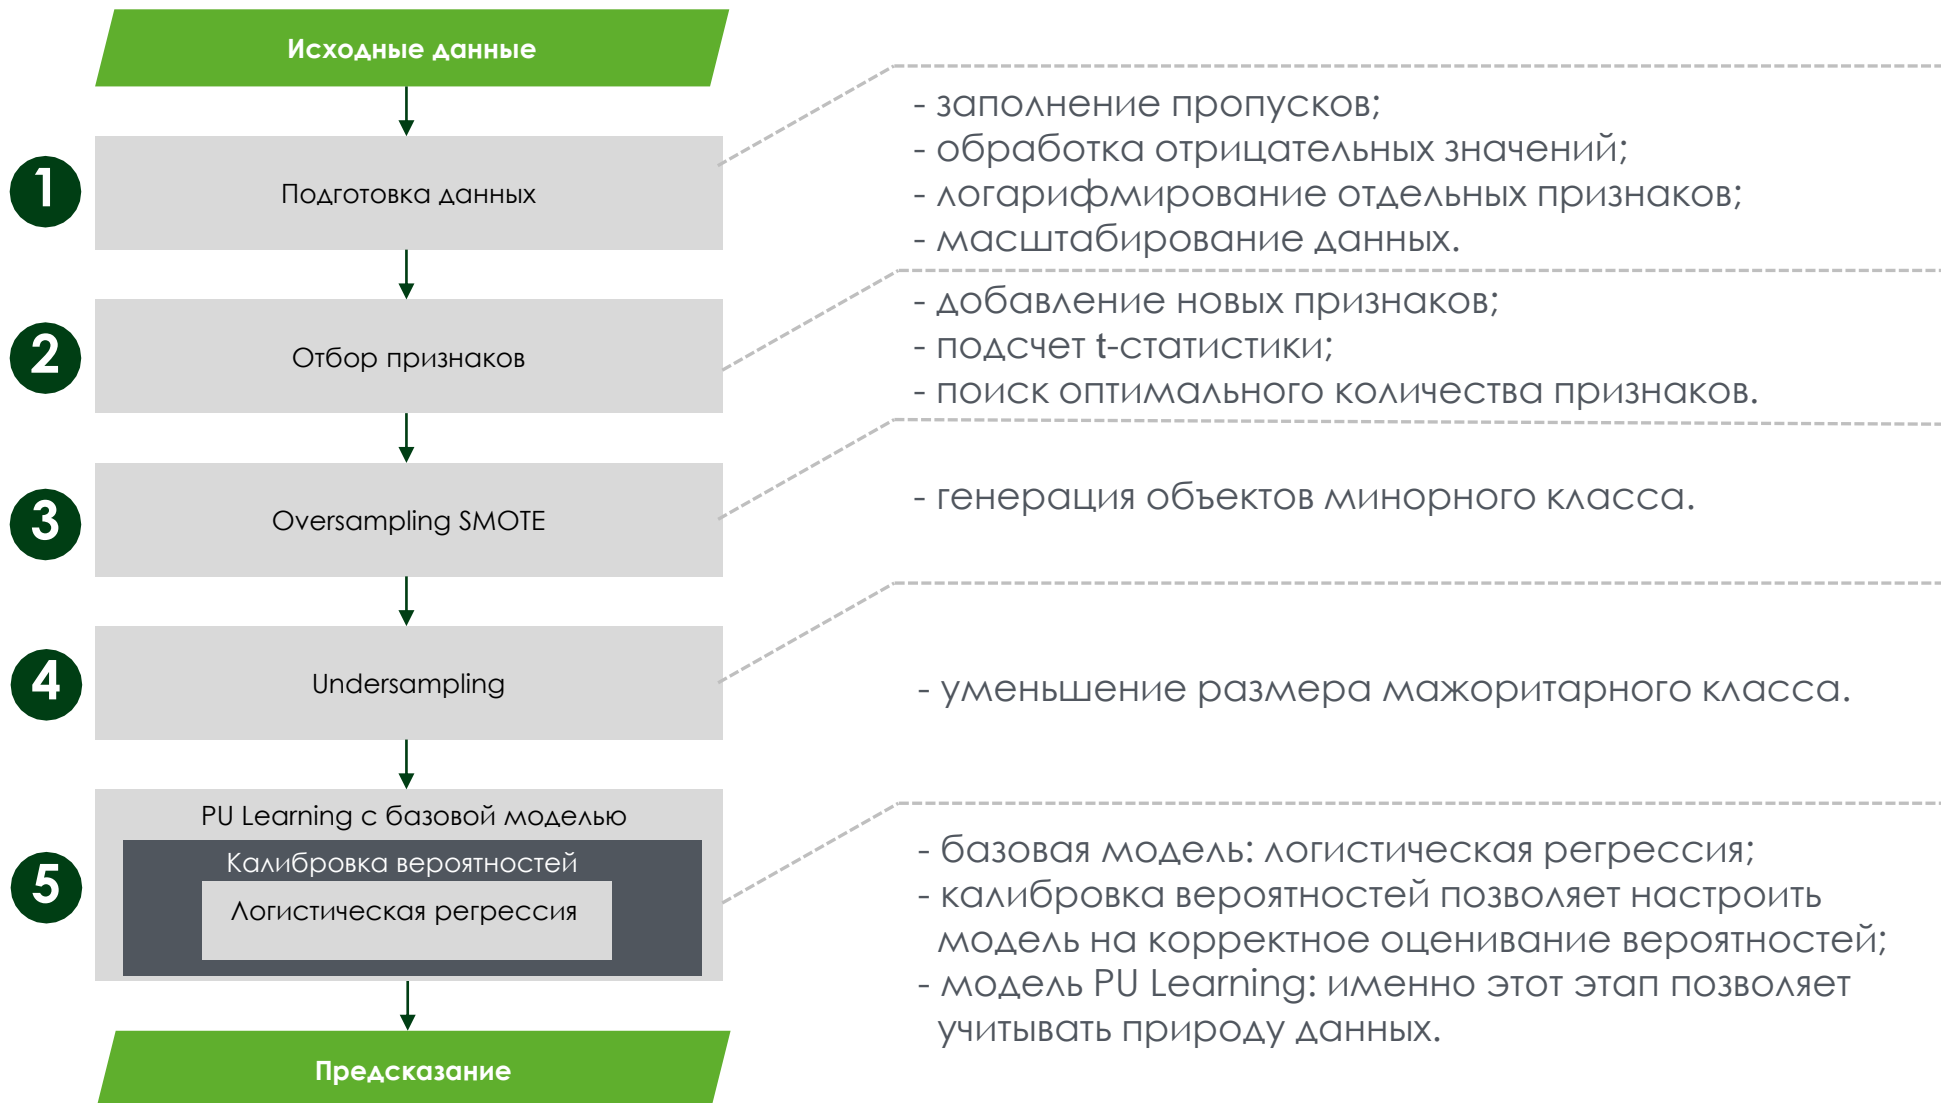 Исходные данные
1
Подготовка данных
- заполнение пропусков;
- обработка отрицательных значений;
- логарифмирование отдельных признаков;
- масштабирование данных.
2
Отбор признаков
- добавление новых признаков;
- подсчет t-статистики;
- поиск оптимального количества признаков.
3
Oversampling SMOTE
- генерация объектов минорного класса.
4
Undersampling
- уменьшение размера мажоритарного класса.
5
PU Learning с базовой моделью
Калибровка вероятностей
Логистическая регрессия
- базовая модель: логистическая регрессия;
- калибровка вероятностей позволяет настроить
модель на корректное оценивание вероятностей;
- модель PU Learning: именно этот этап позволяет
учитывать природу данных.
Предсказание